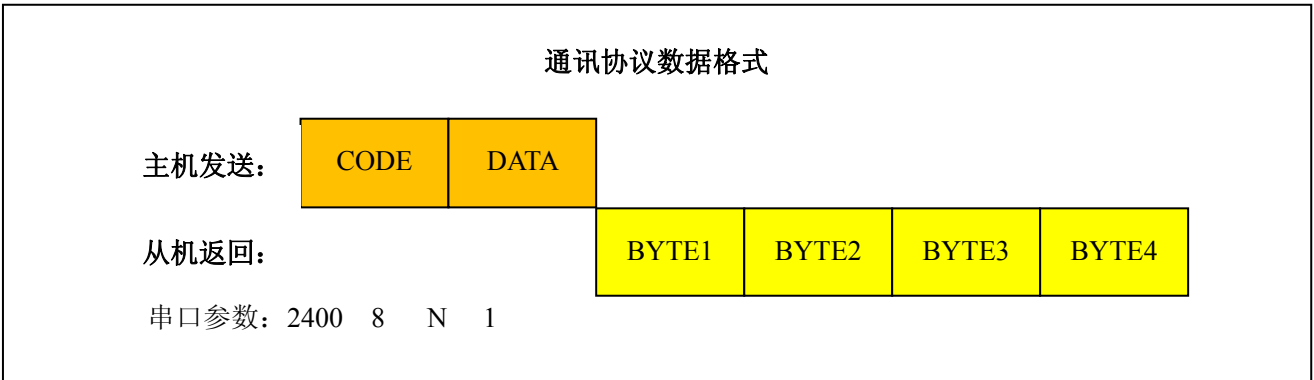 通讯协议数据格式
主机发送： CODE DATA
从机返回： BYTE1 BYTE2 BYTE3 BYTE4
串口参数：2400 8 N 1